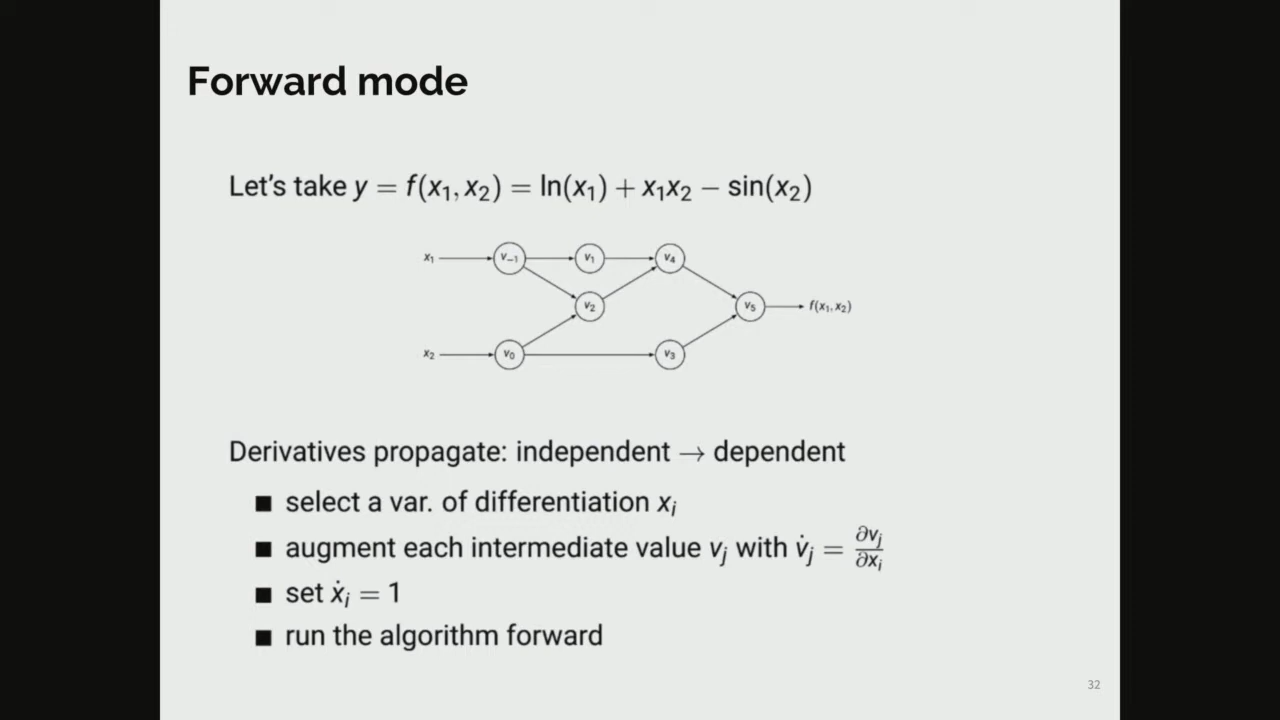 Forward mode
Let's take y = f(x₁, x₂) = ln(x₁) + x₁x₂ − sin(x₂)
x₁ v₋₁ v₁ v₄
v₂ v₅ f(x₁, x₂)
x₂ v₀ v₃
Derivatives propagate: independent → dependent
■ select a var. of differentiation xᵢ
■ augment each intermediate value vⱼ with v̇ⱼ = ∂vⱼ/∂xᵢ
■ set ẋᵢ = 1
■ run the algorithm forward
32